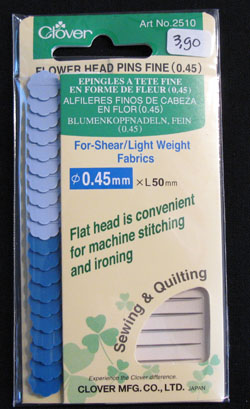 Art No.2510
Clover
3,90
FLOWER HEAD PINS FINE (0.45)
EPINGLES A TETE FINE
EN FORME DE FLEUR (0.45)
ALFILERES FINOS DE CABEZA
EN FLOR (0.45)
BLUMENKOPFNADELN, FEIN
(0.45)
For-Shear/Light Weight
Fabrics
φ 0.45mm × L50mm
Flat head is convenient
for machine stitching
and ironing
Sewing & Quilting
Experience the Clover difference.
CLOVER MFG. CO., LTD. JAPAN